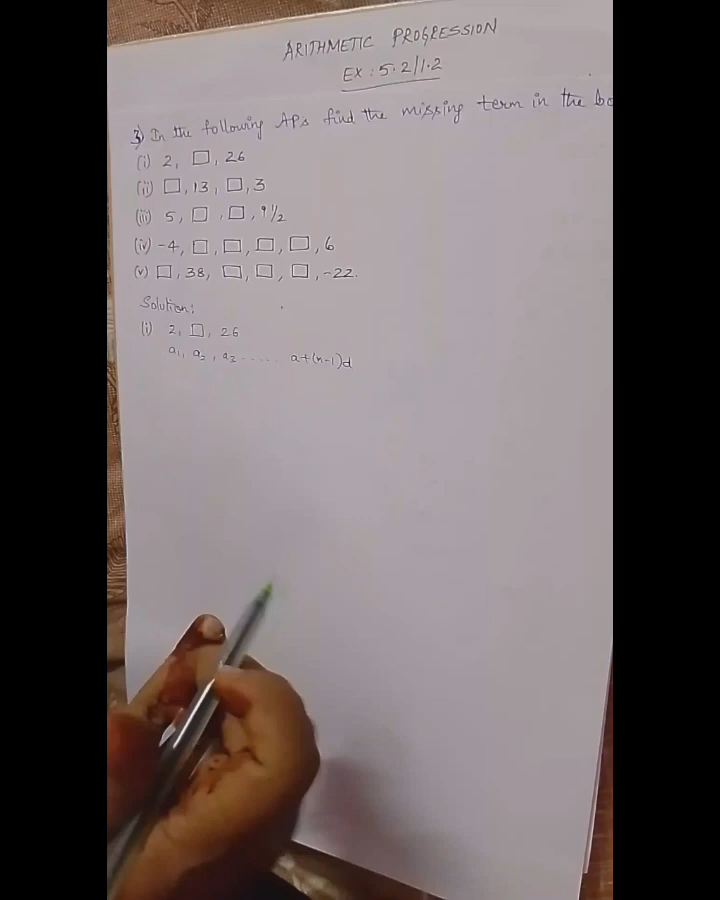 ARITHMETIC PROGRESSION
EX : 5.2/1.2
3) In the following APs find the missing term in the
(i) 2, □, 26
(ii) □, 13, □, 3
(iii) 5, □, □, 9 1/2
(iv) -4, □, □, □, □, 6
(v) □, 38, □, □, □, -22.
Solution:
(i) 2, □, 26
a₁, a₂, a₃ ..... a+(n-1)d